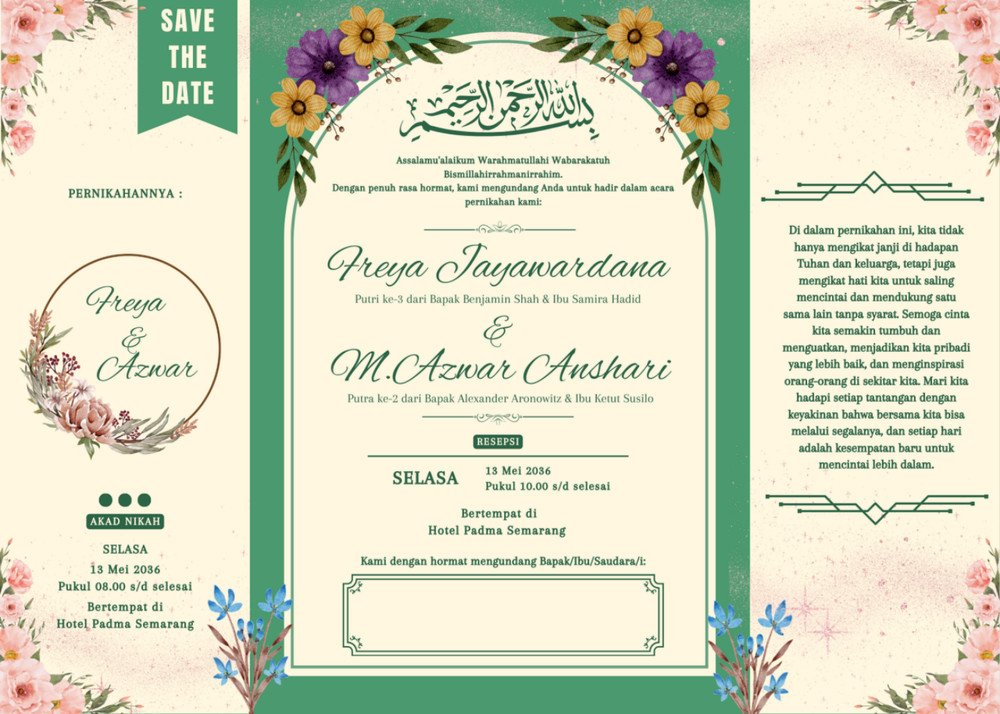 SAVE
THE
DATE
PERNIKAHANNYA :
Freya
&
Azwar
AKAD NIKAH
SELASA
13 Mei 2036
Pukul 08.00 s/d selesai
Bertempat di
Hotel Padma Semarang
بسم الله الرحمن الرحيم
Assalamu'alaikum Warahmatullahi Wabarakatuh
Bismillahirrahmanirrahim.
Dengan penuh rasa hormat, kami mengundang Anda untuk hadir dalam acara
pernikahan kami:
Freya Jayawardana
Putri ke-3 dari Bapak Benjamin Shah & Ibu Samira Hadid
&
M.Azwar Anshari
Putra ke-2 dari Bapak Alexander Aronowitz & Ibu Ketut Susilo
RESEPSI
SELASA
13 Mei 2036
Pukul 10.00 s/d selesai
Bertempat di
Hotel Padma Semarang
Kami dengan hormat mengundang Bapak/Ibu/Saudara/i:
Di dalam pernikahan ini, kita tidak
hanya mengikat janji di hadapan
Tuhan dan keluarga, tetapi juga
mengikat hati kita untuk saling
mencintai dan mendukung satu
sama lain tanpa syarat. Semoga cinta
kita semakin tumbuh dan
menguatkan, menjadikan kita pribadi
yang lebih baik, dan menginspirasi
orang-orang di sekitar kita. Mari kita
hadapi setiap tantangan dengan
keyakinan bahwa bersama kita bisa
melalui segalanya, dan setiap hari
adalah kesempatan baru untuk
mencintai lebih dalam.